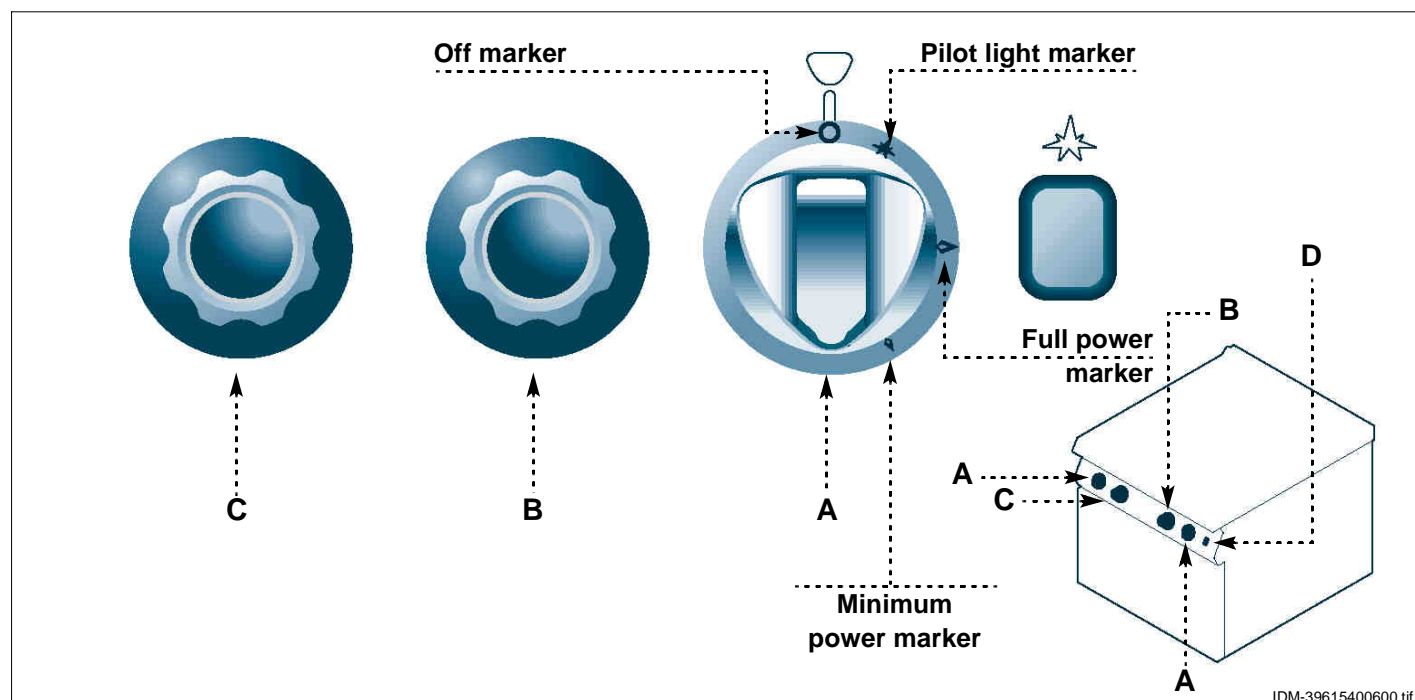 Off marker
Pilot light marker
D
B
Full power
marker
A
C
C
B
A
Minimum
power marker
A
IDM-39615400600.tif